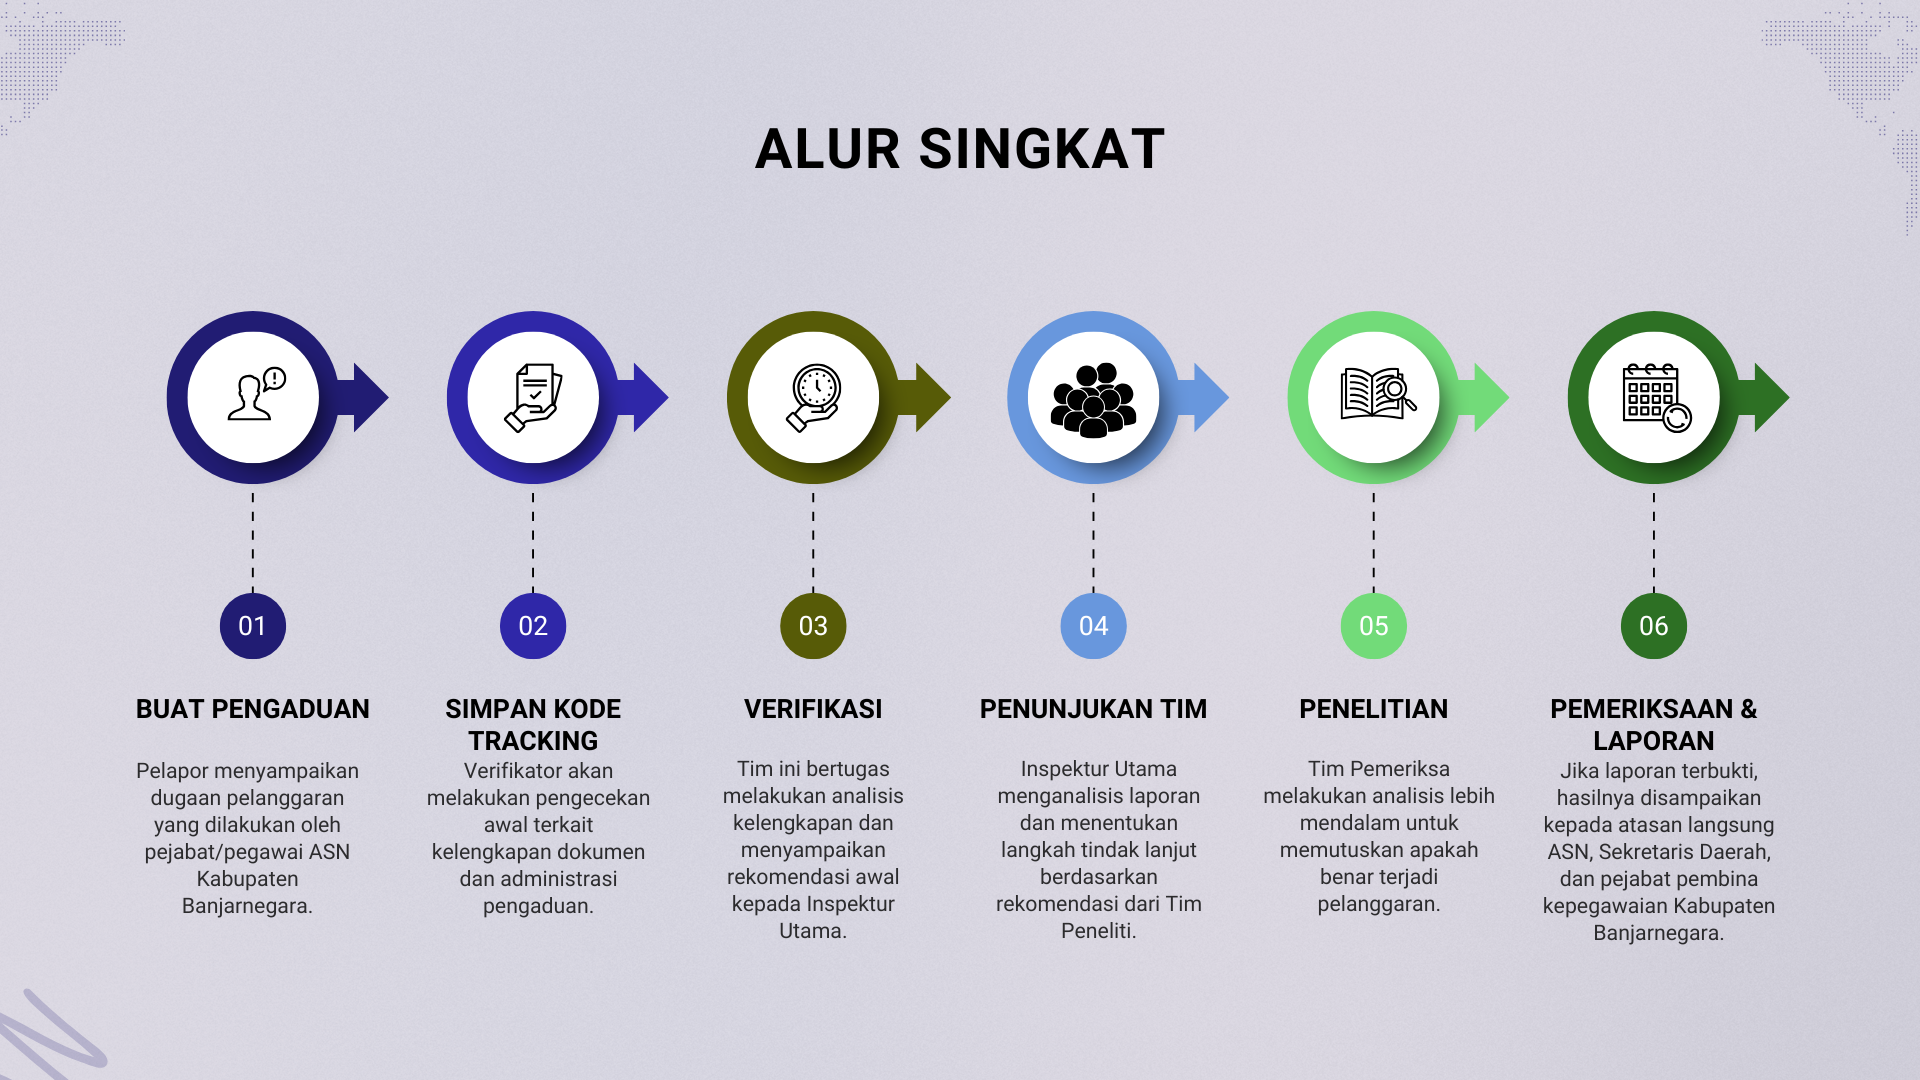 ALUR SINGKAT
01
BUAT PENGADUAN
Pelapor menyampaikan
dugaan pelanggaran
yang dilakukan oleh
pejabat/pegawai ASN
Kabupaten
Banjarnegara.
02
SIMPAN KODE
TRACKING
Verifikator akan
melakukan pengecekan
awal terkait
kelengkapan dokumen
dan administrasi
pengaduan.
03
VERIFIKASI
Tim ini bertugas
melakukan analisis
kelengkapan dan
menyampaikan
rekomendasi awal
kepada Inspektur
Utama.
04
PENUNJUKAN TIM
Inspektur Utama
menganalisis laporan
dan menentukan
langkah tindak lanjut
berdasarkan
rekomendasi dari Tim
Peneliti.
05
PENELITIAN
Tim Pemeriksa
melakukan analisis lebih
mendalam untuk
memutuskan apakah
benar terjadi
pelanggaran.
06
PEMERIKSAAN &
LAPORAN
Jika laporan terbukti,
hasilnya disampaikan
kepada atasan langsung
ASN, Sekretaris Daerah,
dan pejabat pembina
kepegawaian Kabupaten
Banjarnegara.